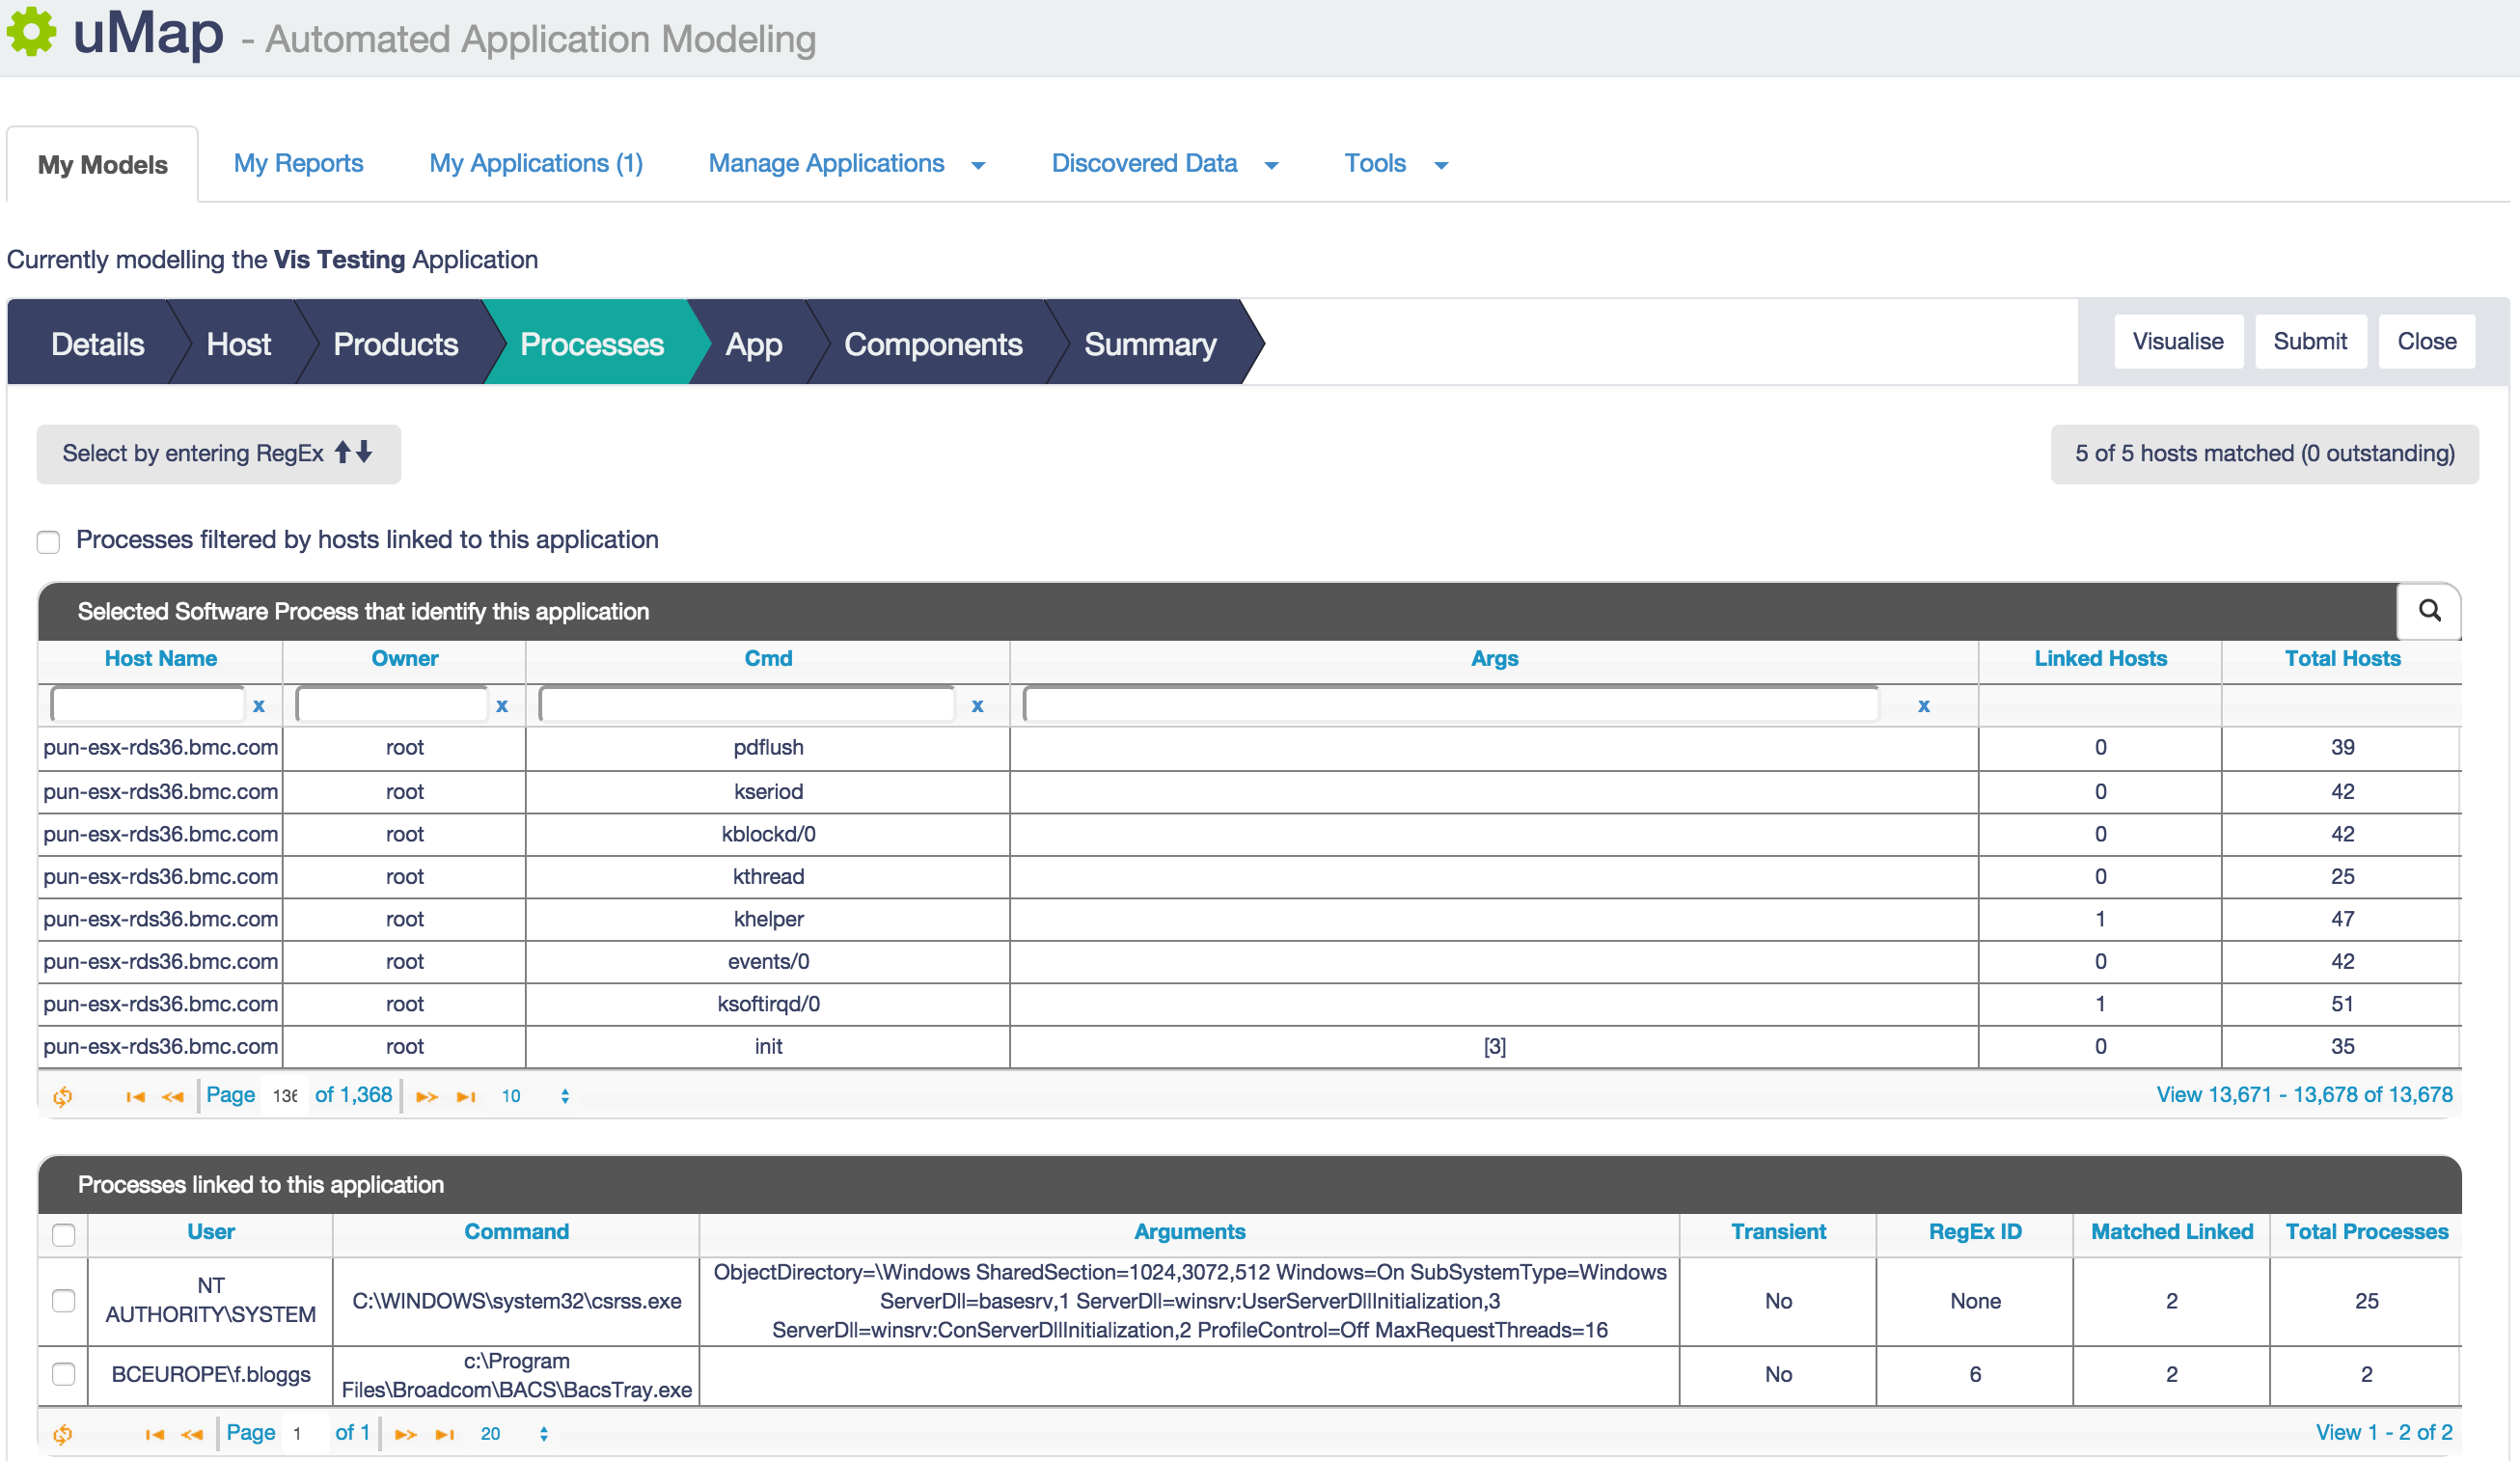 uMap - Automated Application Modeling
My Models My Reports My Applications (1) Manage Applications Discovered Data Tools
Currently modelling the Vis Testing Application
Details Host Products Processes App Components Summary Visualise Submit Close
Select by entering RegEx 5 of 5 hosts matched (0 outstanding)
Processes filtered by hosts linked to this application
Selected Software Process that identify this application
Host Name Owner Cmd Args Linked Hosts Total Hosts
x x x x
pun-esx-rds36.bmc.com root pdflush 0 39
pun-esx-rds36.bmc.com root kseriod 0 42
pun-esx-rds36.bmc.com root kblockd/0 0 42
pun-esx-rds36.bmc.com root kthread 0 25
pun-esx-rds36.bmc.com root khelper 1 47
pun-esx-rds36.bmc.com root events/0 0 42
pun-esx-rds36.bmc.com root ksoftirqd/0 1 51
pun-esx-rds36.bmc.com root init [3] 0 35
Page 136 of 1,368 10 View 13,671 - 13,678 of 13,678
Processes linked to this application
User Command Arguments Transient RegEx ID Matched Linked Total Processes
NT
AUTHORITY\SYSTEM C:\WINDOWS\system32\csrss.exe
ObjectDirectory=\Windows SharedSection=1024,3072,512 Windows=On SubSystemType=Windows
ServerDll=basesrv,1 ServerDll=winsrv:UserServerDllInitialization,3
ServerDll=winsrv:ConServerDllInitialization,2 ProfileControl=Off MaxRequestThreads=16
No None 2 25
BCEUROPE\f.bloggs
c:\Program
Files\Broadcom\BACS\BacsTray.exe
No 6 2 2
Page 1 of 1 20 View 1 - 2 of 2